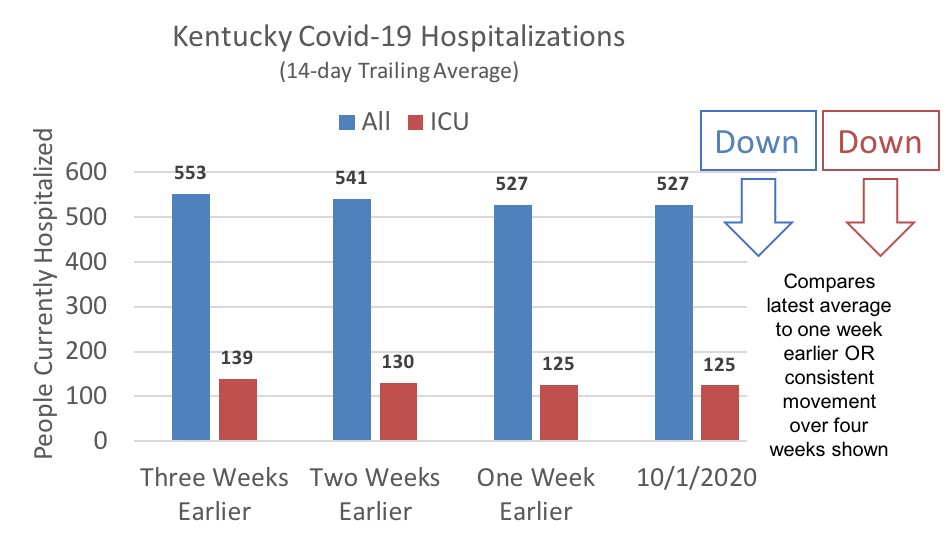 Kentucky Covid-19 Hospitalizations
(14-day Trailing Average)
All ICU
Down Down
People Currently Hospitalized
600
500
400
300
200
100
0
553
139
541
130
527
125
527
125
Three Weeks
Earlier
Two Weeks
Earlier
One Week
Earlier
10/1/2020
Compares
latest average
to one week
earlier OR
consistent
movement
over four
weeks shown